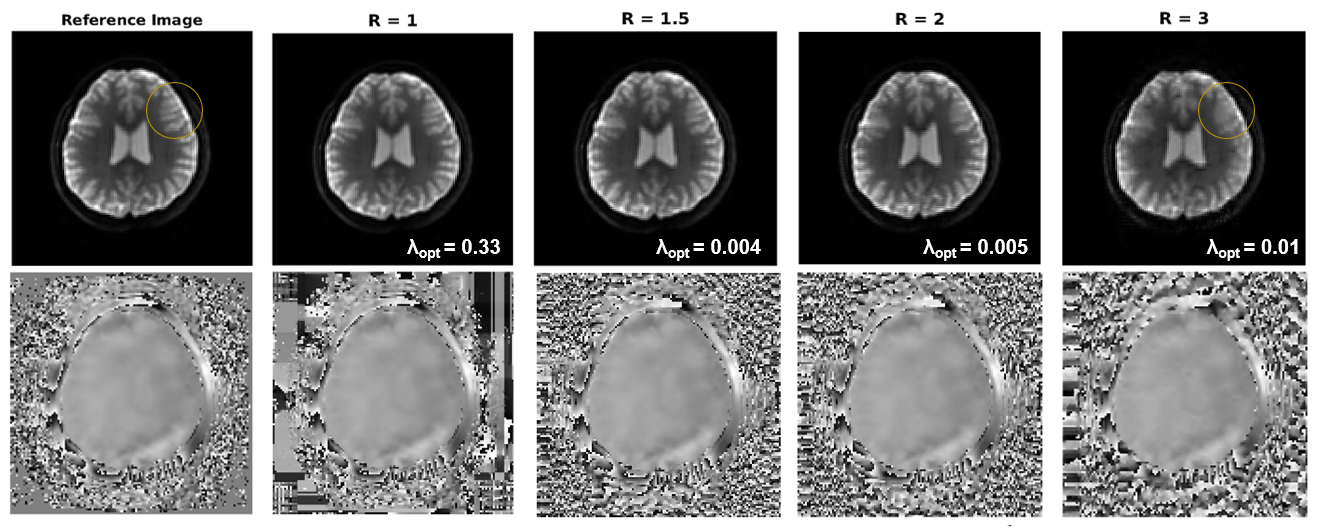 Reference Image
R = 1
R = 1.5
R = 2
R = 3
λopt = 0.33
λopt = 0.004
λopt = 0.005
λopt = 0.01